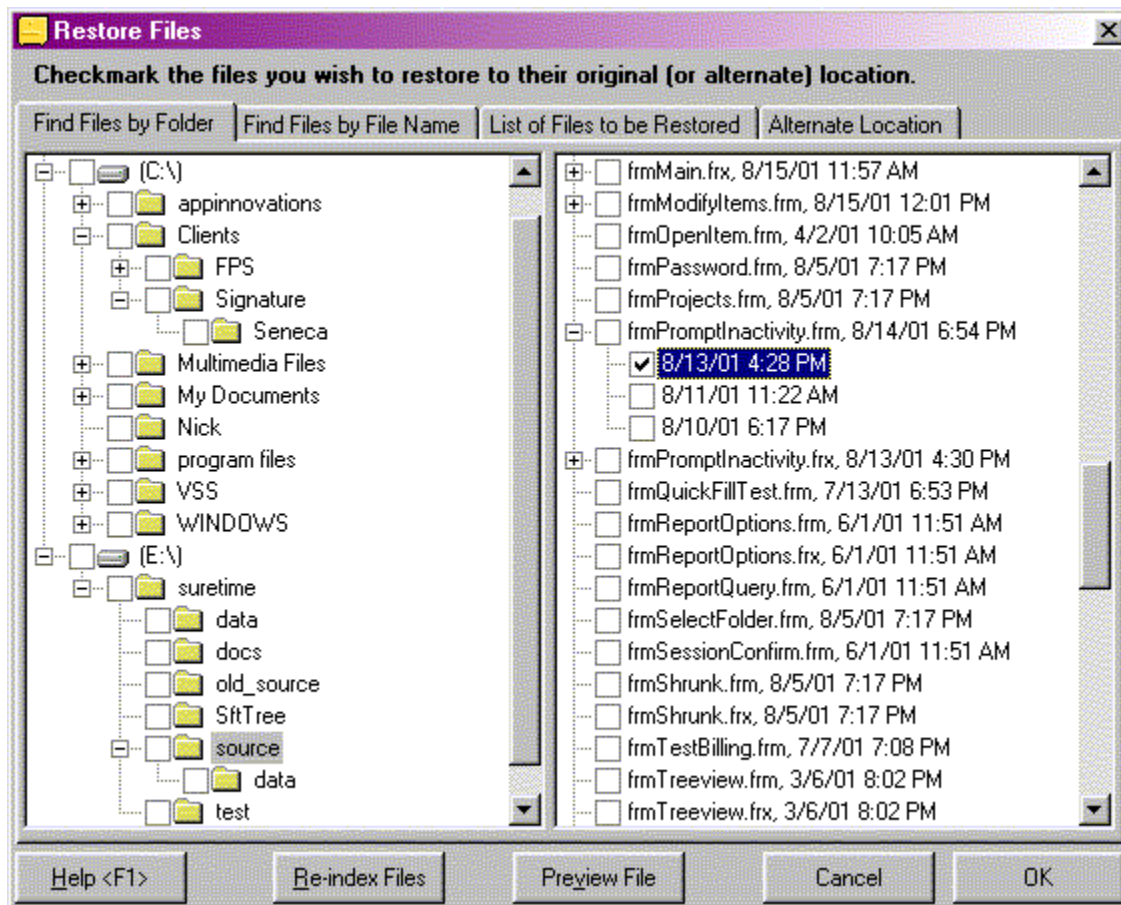 Restore Files
Checkmark the files you wish to restore to their original (or alternate) location.
Find Files by Folder
Find Files by File Name
List of Files to be Restored
Alternate Location
(C:\)
appinnovations
Clients
FPS
Signature
Seneca
Multimedia Files
My Documents
Nick
program files
VSS
WINDOWS
(E:\)
suretime
data
docs
old_source
SftTree
source
data
test
frmMain.frx, 8/15/01 11:57 AM
frmModifyItems.frm, 8/15/01 12:01 PM
frmOpenItem.frm, 4/2/01 10:05 AM
frmPassword.frm, 8/5/01 7:17 PM
frmProjects.frm, 8/5/01 7:17 PM
frmPromptInactivity.frm, 8/14/01 6:54 PM
8/13/01 4:28 PM
8/11/01 11:22 AM
8/10/01 6:17 PM
frmPromptInactivity.frx, 8/13/01 4:30 PM
frmQuickFillTest.frm, 7/13/01 6:53 PM
frmReportOptions.frm, 6/1/01 11:51 AM
frmReportOptions.frx, 6/1/01 11:51 AM
frmReportQuery.frm, 6/1/01 11:51 AM
frmSelectFolder.frm, 8/5/01 7:17 PM
frmSessionConfirm.frm, 6/1/01 11:51 AM
frmShrunk.frm, 8/5/01 7:17 PM
frmShrunk.frx, 8/5/01 7:17 PM
frmTestBilling.frm, 7/7/01 7:08 PM
frmTreeview.frm, 3/6/01 8:02 PM
frmTreeview.frx, 3/6/01 8:02 PM
Help <F1>
Re-index Files
Preview File
Cancel
OK